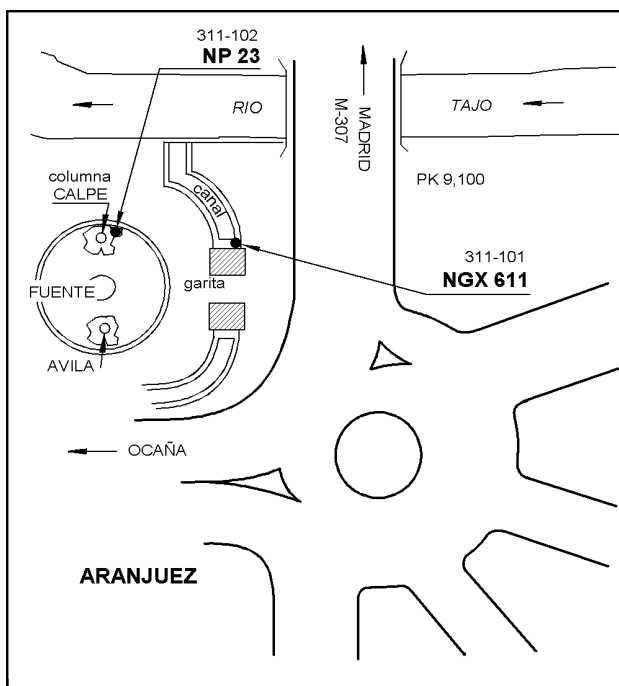 311-102
NP 23
RIO
MADRID
M-307
TAJO
columna
CALPE
canal
PK 9,100
311-101
NGX 611
garita
FUENTE
AVILA
OCAÑA
ARANJUEZ